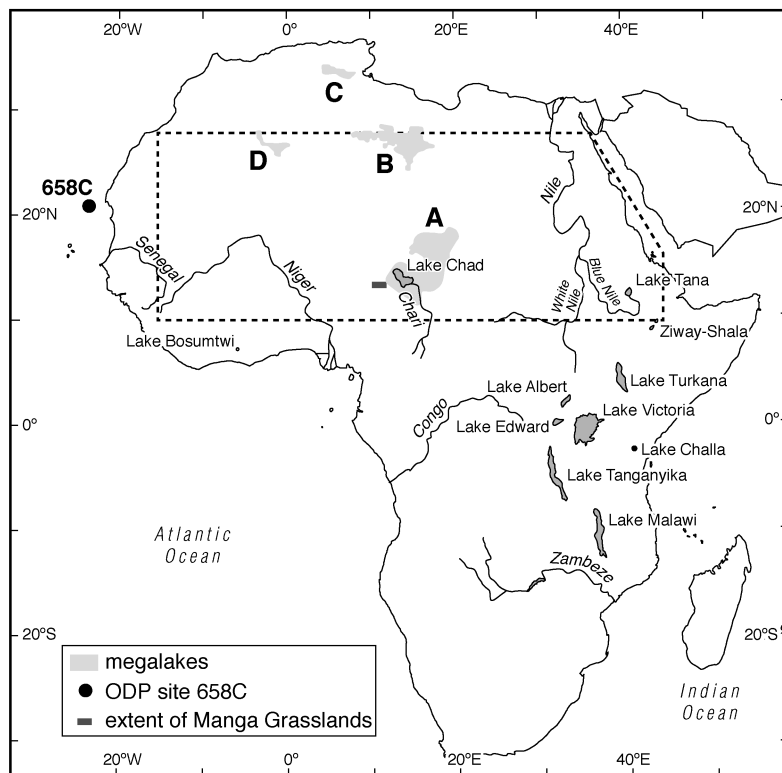 20°W
0°
20°E
40°E
C
D
B
658C
20°N
20°N
A
Nile
Senegal
Niger
Lake Chad
Chari
White
Nile
Blue Nile
Lake Tana
Ziway-Shala
Lake Bosumtwi
Lake Turkana
Lake Albert
Lake Victoria
Congo
Lake Edward
0°
0°
Lake Challa
Lake Tanganyika
Lake Malawi
Atlantic
Ocean
Zambeze
20°S
20°S
megalakes
ODP site 658C
extent of Manga Grasslands
Indian
Ocean
20°W
0°
20°E
40°E